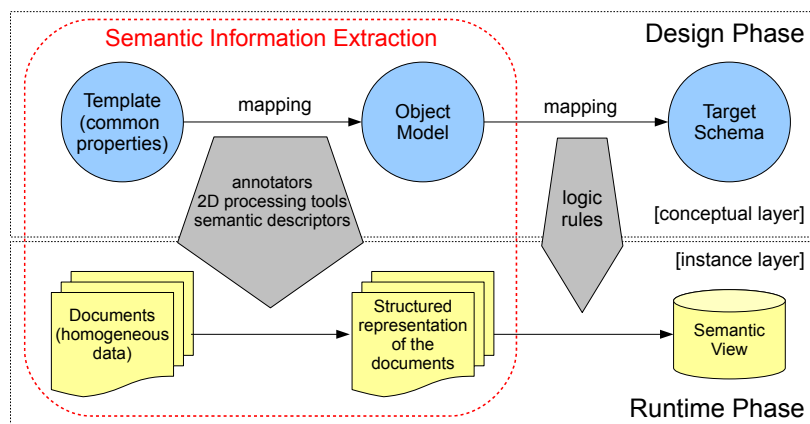 Semantic Information Extraction
Design Phase
Template
(common
properties)
mapping
Object
Model
mapping
Target
Schema
annotators
2D processing tools
semantic descriptors
logic
rules
[conceptual layer]
[instance layer]
Documents
(homogeneous
data)
Structured
representation
of the
documents
Semantic
View
Runtime Phase